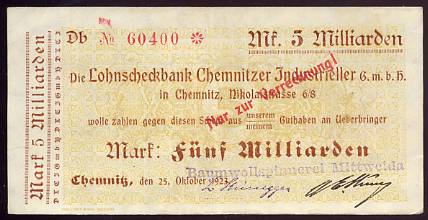 Db № 60400 * Mk. 5 Milliarden
Mark 5 Milliarden
Die Lohnscheckbank Chemnitzer Industrieller G. m. b. H.
in Chemnitz, Nikolaistrasse 6/8
Nur zur Verrechnung!
wolle zahlen gegen diesen Scheck aus unserem Guthaben an Ueberbringer
meinem
Mark: Fünf Milliarden
Baumwollspinnerei Mittweida
Chemnitz, den 25. Oktober 1923